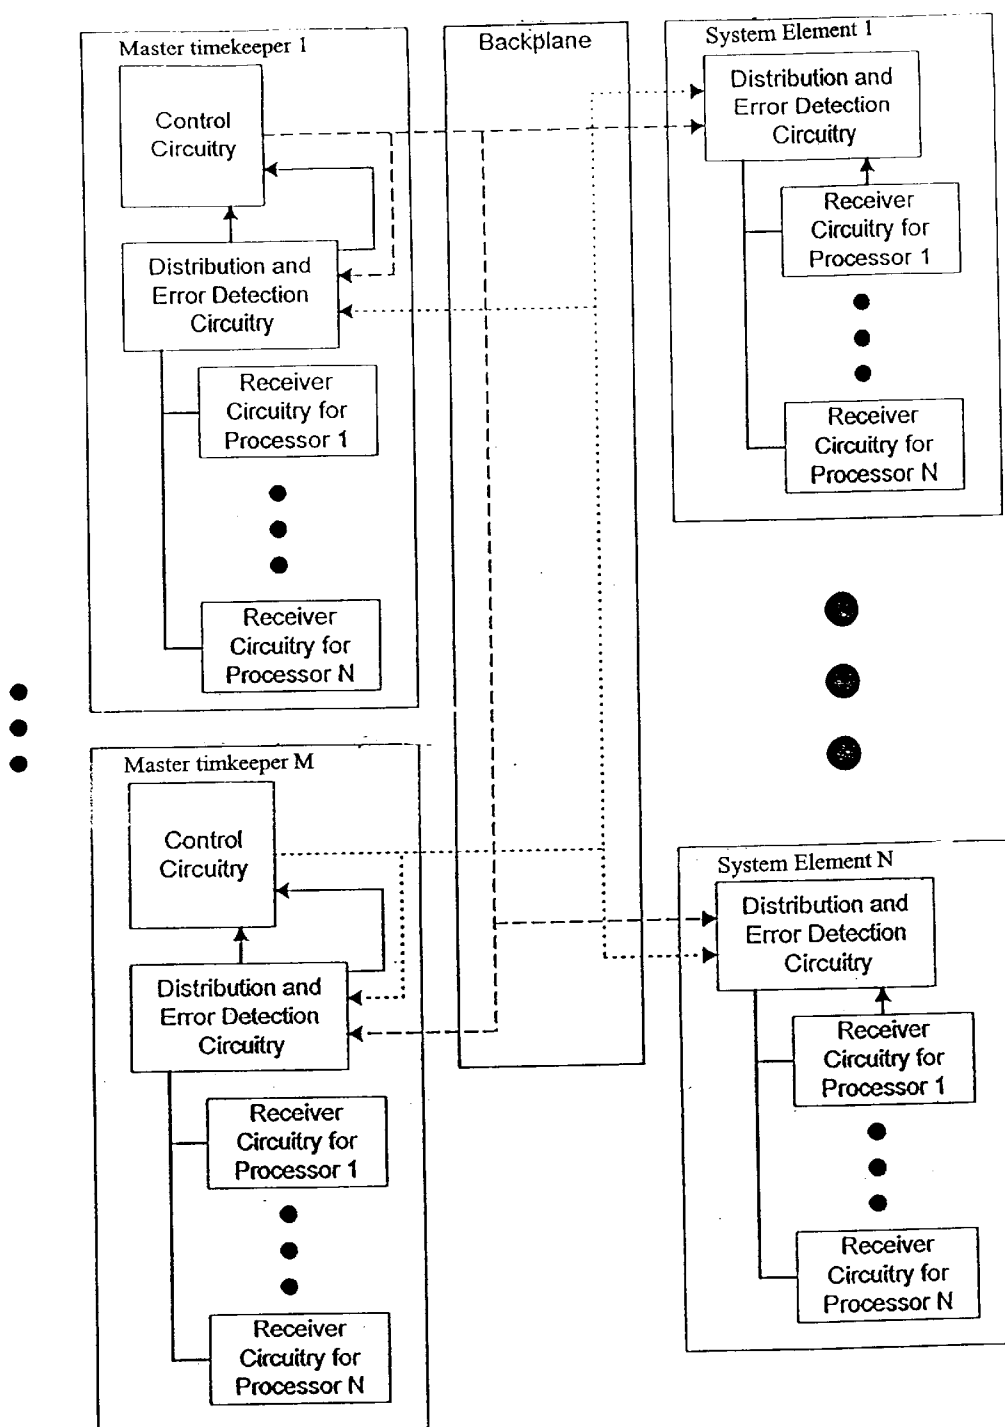 Master timekeeper 1
Control
Circuitry
Distribution and
Error Detection
Circuitry
Receiver
Circuitry for
Processor 1
Receiver
Circuitry for
Processor N
Master timkeeper M
Control
Circuitry
Distribution and
Error Detection
Circuitry
Receiver
Circuitry for
Processor 1
Receiver
Circuitry for
Processor N
Backplane
System Element 1
Distribution and
Error Detection
Circuitry
Receiver
Circuitry for
Processor 1
Receiver
Circuitry for
Processor N
System Element N
Distribution and
Error Detection
Circuitry
Receiver
Circuitry for
Processor 1
Receiver
Circuitry for
Processor N